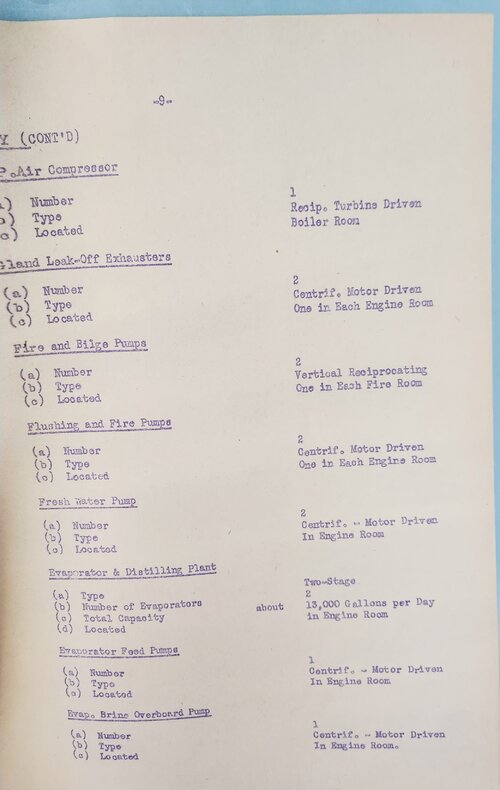 -9-
Y (CONT'D)
P. Air Compressor
) Number 1
) Type Recip. Turbine Driven
) Located Boiler Room
Gland Leak-Off Exhausters
(a) Number 2
(b) Type Centrif. Motor Driven
(c) Located One in Each Engine Room
Fire and Bilge Pumps
(a) Number 2
(b) Type Vertical Reciprocating
(c) Located One in Each Fire Room
Flushing and Fire Pumps
(a) Number 2
(b) Type Centrif. Motor Driven
(c) Located One in Each Engine Room
Fresh Water Pump
(a) Number 2
(b) Type Centrif. - Motor Driven
(c) Located In Engine Room
Evaporator & Distilling Plant
(a) Type Two-Stage
(b) Number of Evaporators 2
(c) Total Capacity about 13,000 Gallons per Day
(d) Located in Engine Room
Evaporator Feed Pumps
(a) Number 1
(b) Type Centrif. - Motor Driven
(c) Located In Engine Room
Evap. Brine Overboard Pump
(a) Number 1
(b) Type Centrif. - Motor Driven
(c) Located In Engine Room.